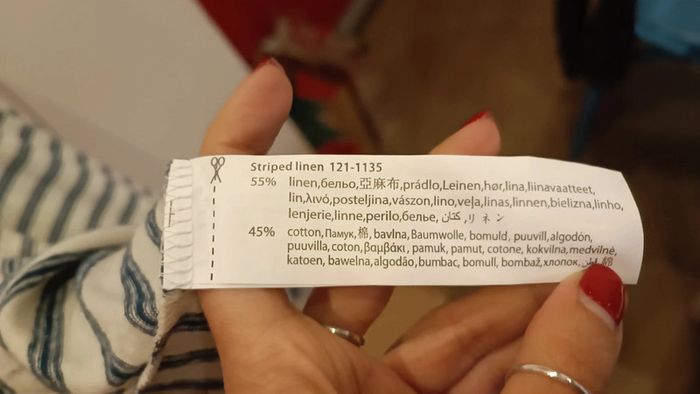 Striped linen 121-1135
55% linen,бельо,亞麻布,prádlo,Leinen,hør,lina,liinavaatteet,
lin,λινό,posteljina,vászon,lino,veļa,linas,linnen,bielizna,linho,
lenjerie,linne,perilo,белье, كتان, リネン
45% cotton,Памук,棉,bavlna,Baumwolle, bomuld, puuvill,algodón,
puuvilla,coton,βαμβάκι, pamuk, pamut, cotone, kokvilna,medvilnė,
katoen, bawelna,algodão,bumbac, bomull, bombaž,хлопок, 綿